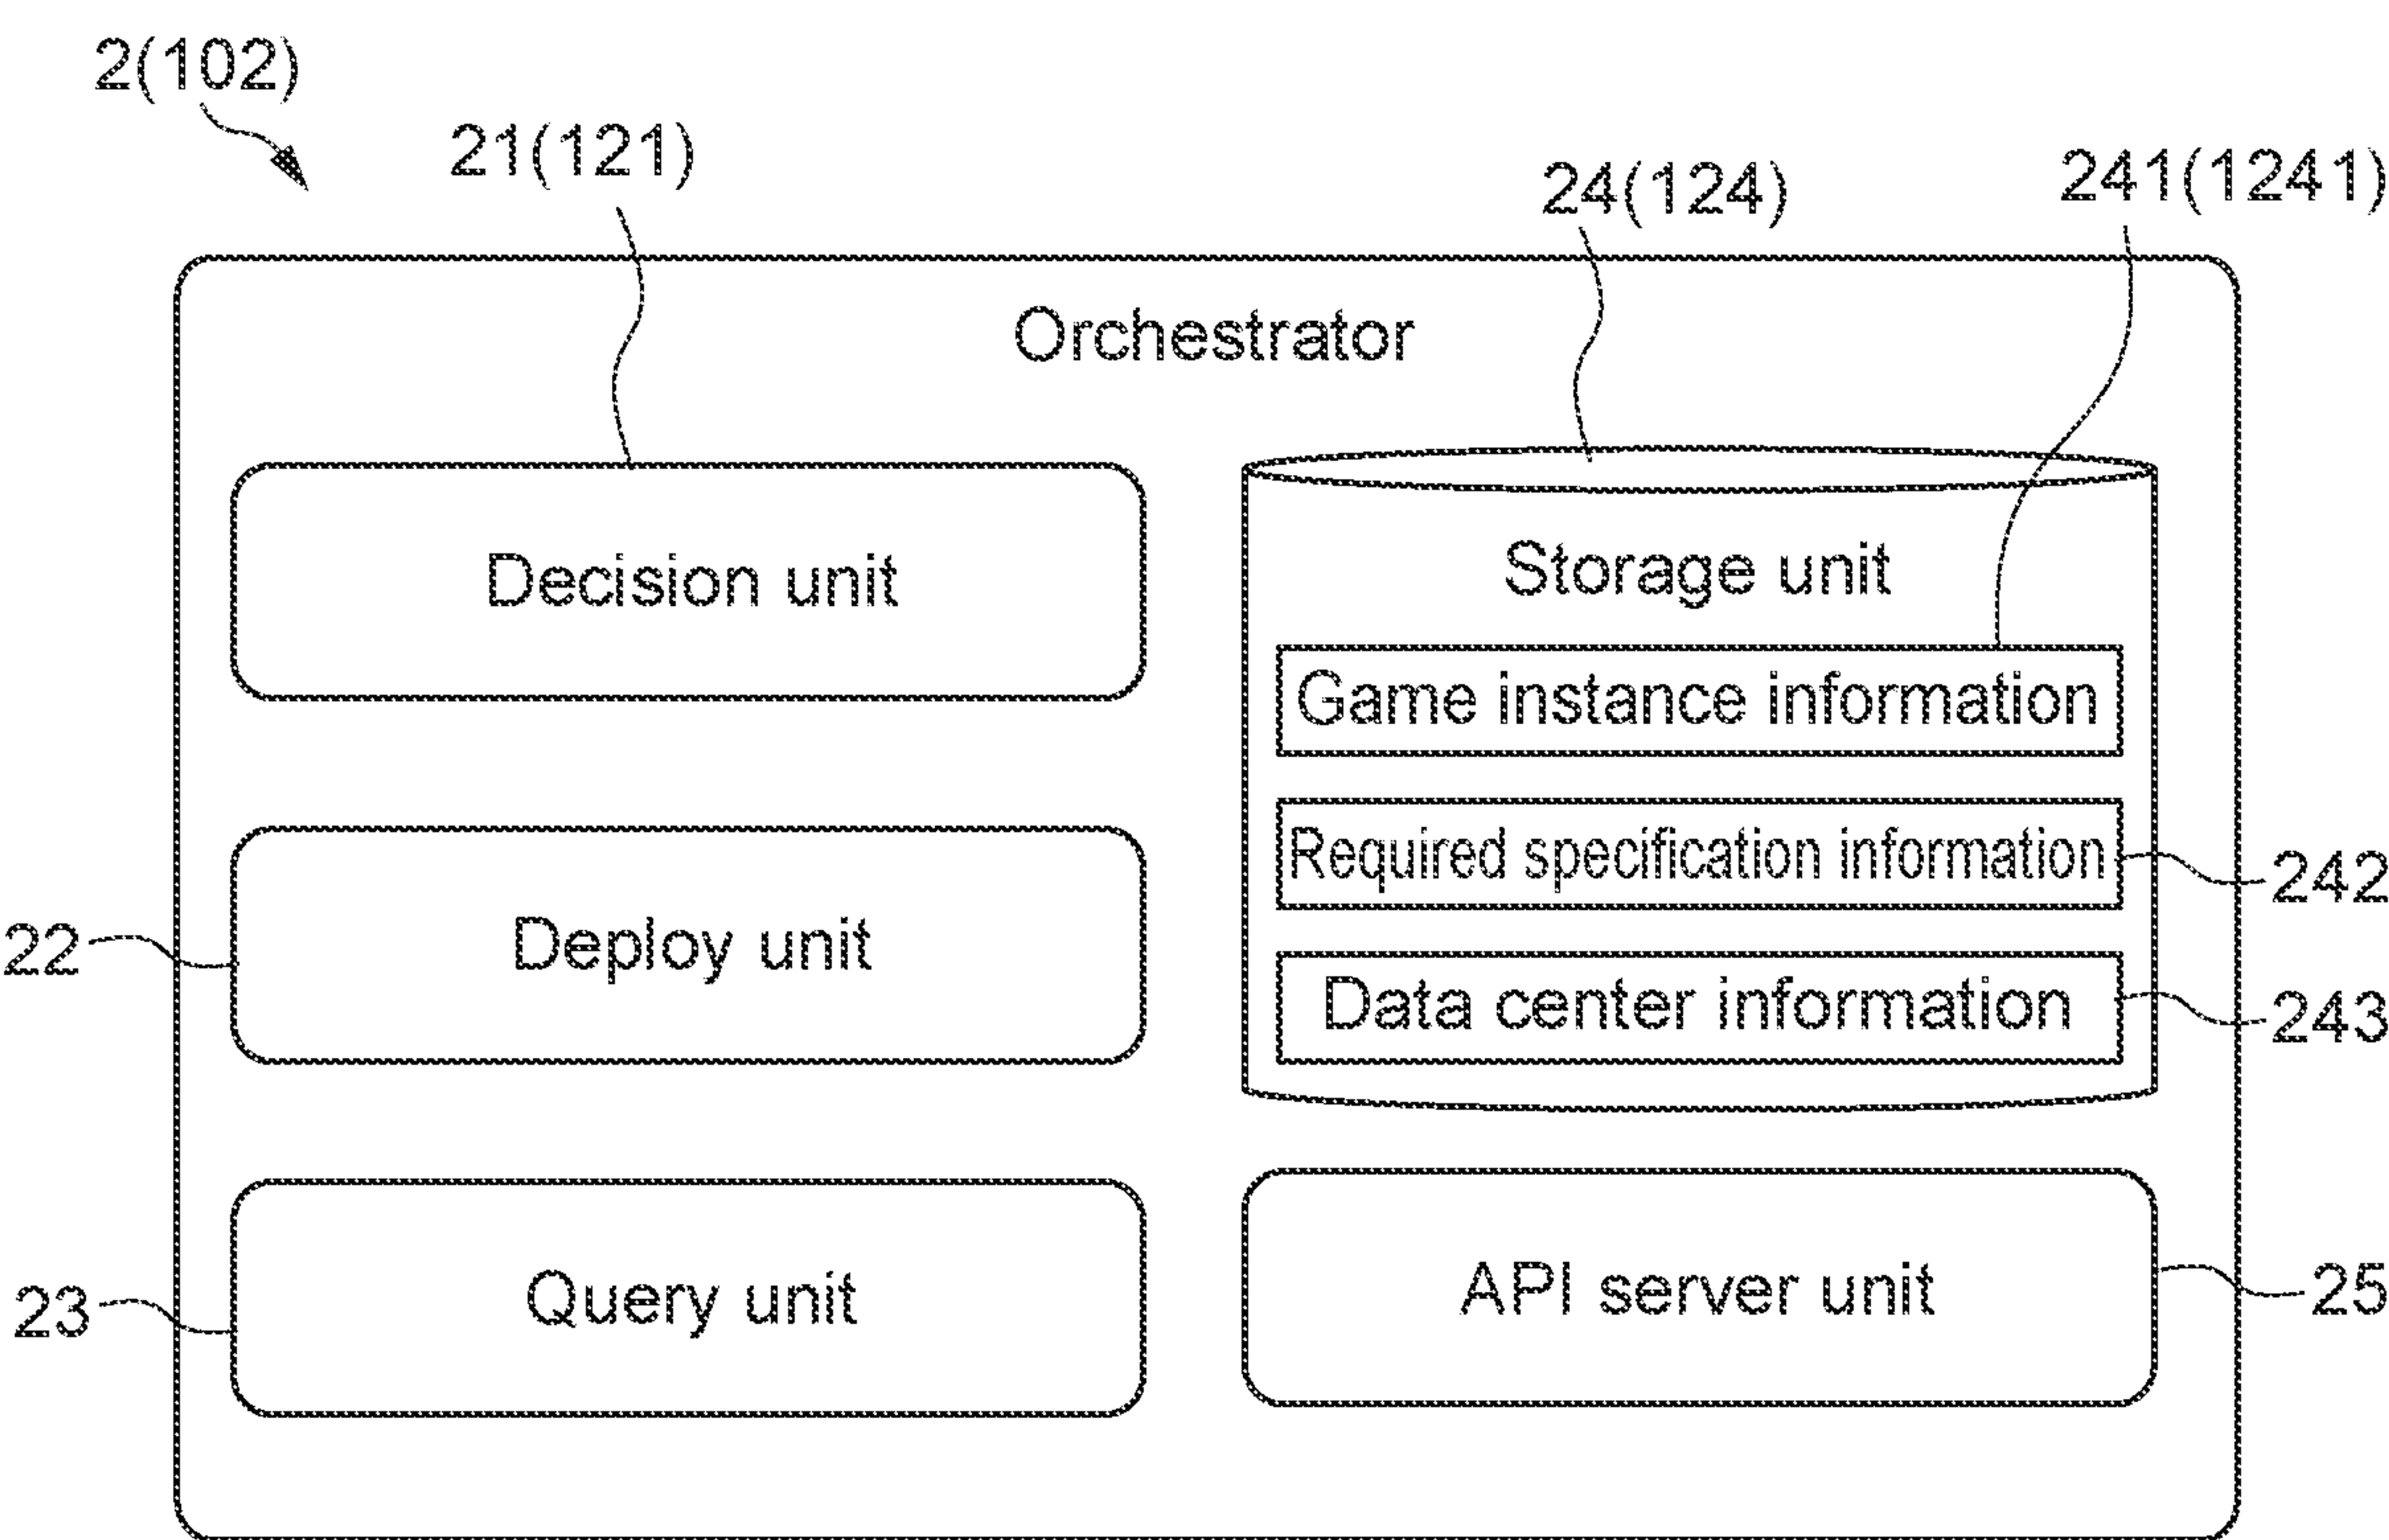 2(102)
21(121)
24(124)
241(1241)
Orchestrator
Decision unit
Storage unit
Game instance information
Required specification information
242
22
Deploy unit
Data center information
243
23
Query unit
API server unit
25